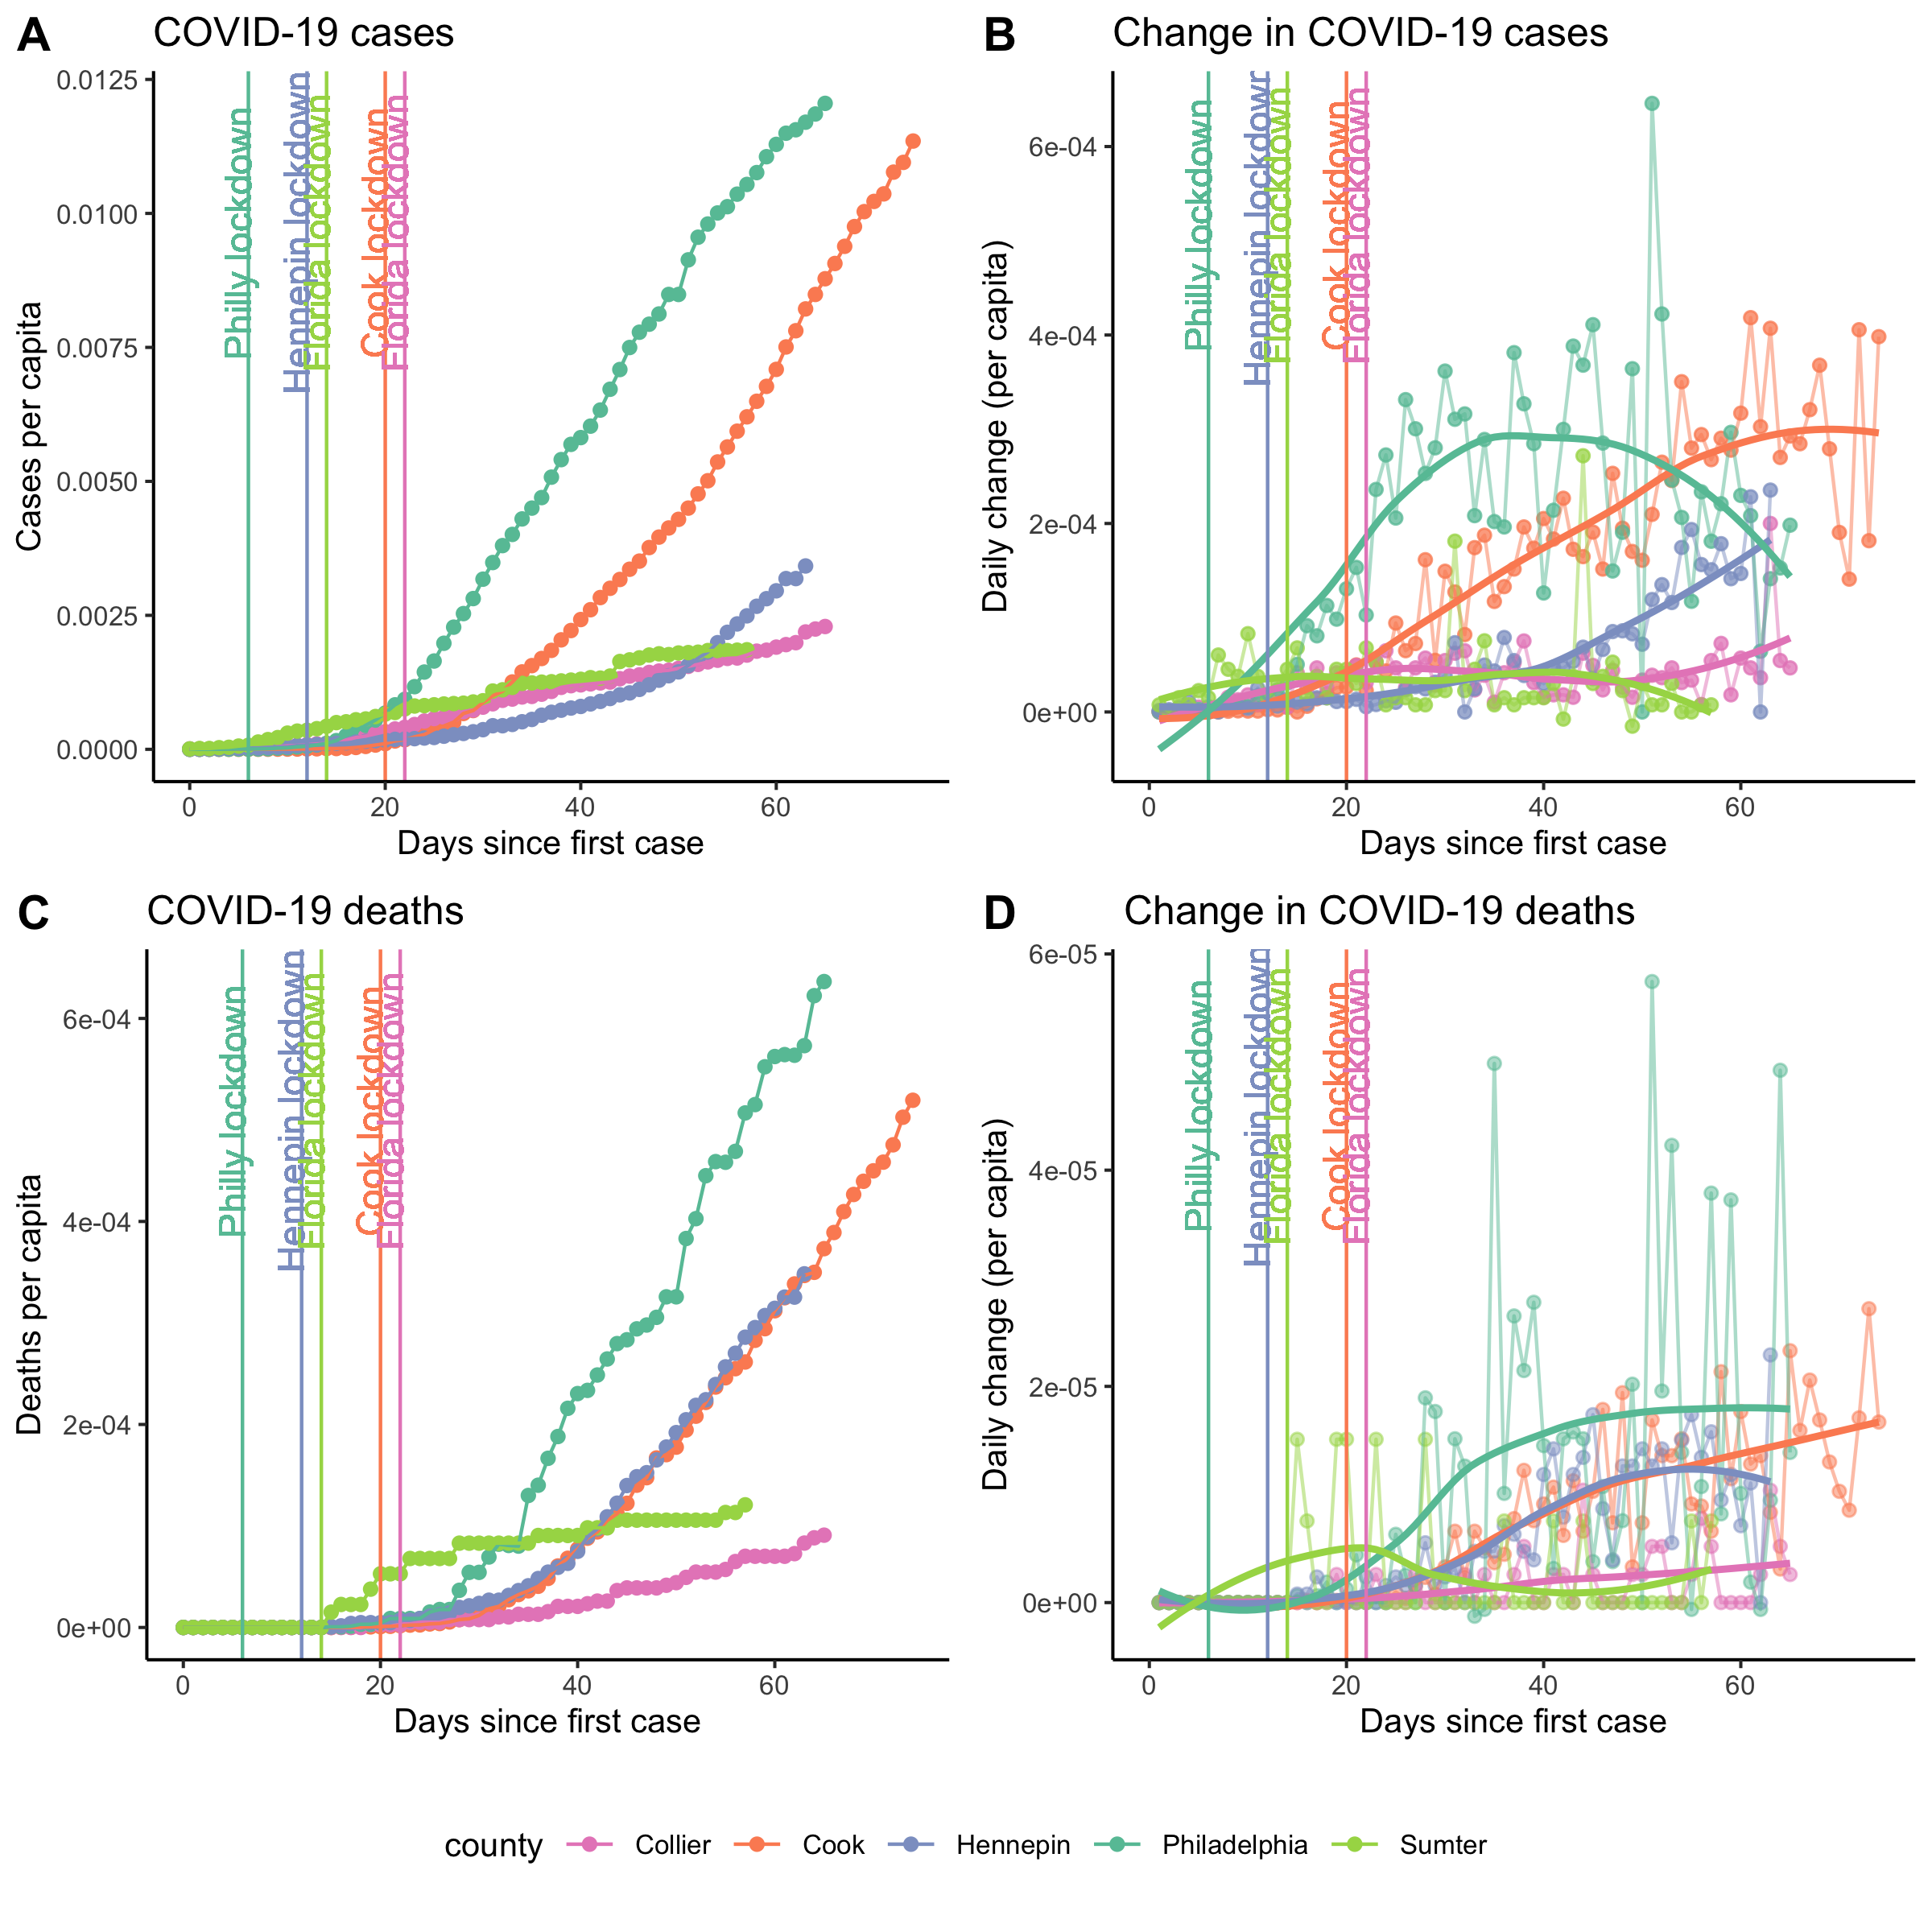 A COVID-19 cases
Cases per capita
0.0125
0.0100
0.0075
0.0050
0.0025
0.0000
Philly lockdown
Hennepin lockdown
Florida lockdown
Cook lockdown
Florida lockdown
0 20 40 60
Days since first case
B Change in COVID-19 cases
Daily change (per capita)
6e-04
4e-04
2e-04
0e+00
Philly lockdown
Hennepin lockdown
Florida lockdown
Cook lockdown
Florida lockdown
0 20 40 60
Days since first case
C COVID-19 deaths
Deaths per capita
6e-04
4e-04
2e-04
0e+00
Philly lockdown
Hennepin lockdown
Florida lockdown
Cook lockdown
Florida lockdown
0 20 40 60
Days since first case
D Change in COVID-19 deaths
Daily change (per capita)
6e-05
4e-05
2e-05
0e+00
Philly lockdown
Hennepin lockdown
Florida lockdown
Cook lockdown
Florida lockdown
0 20 40 60
Days since first case
county Collier Cook Hennepin Philadelphia Sumter